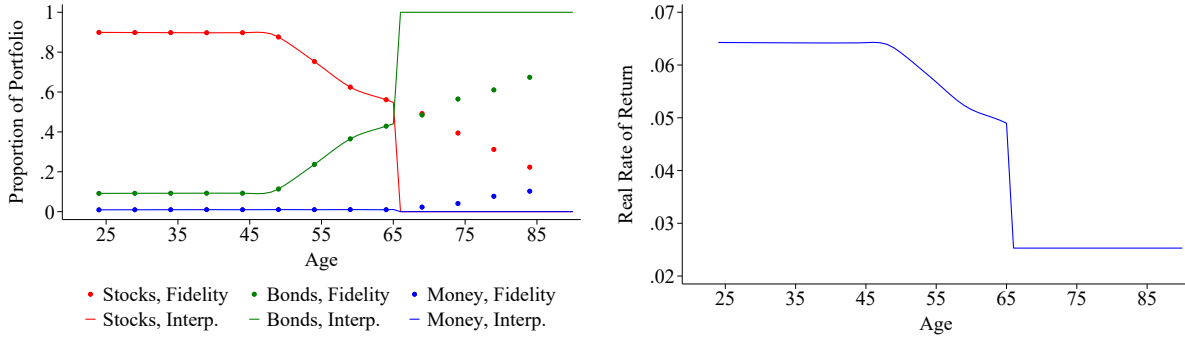 Proportion of Portfolio
1
.8
.6
.4
.2
0
25 35 45 55 65 75 85
Age
Stocks, Fidelity Bonds, Fidelity Money, Fidelity
Stocks, Interp. Bonds, Interp. Money, Interp.
Real Rate of Return
.07
.06
.05
.04
.03
.02
25 35 45 55 65 75 85
Age